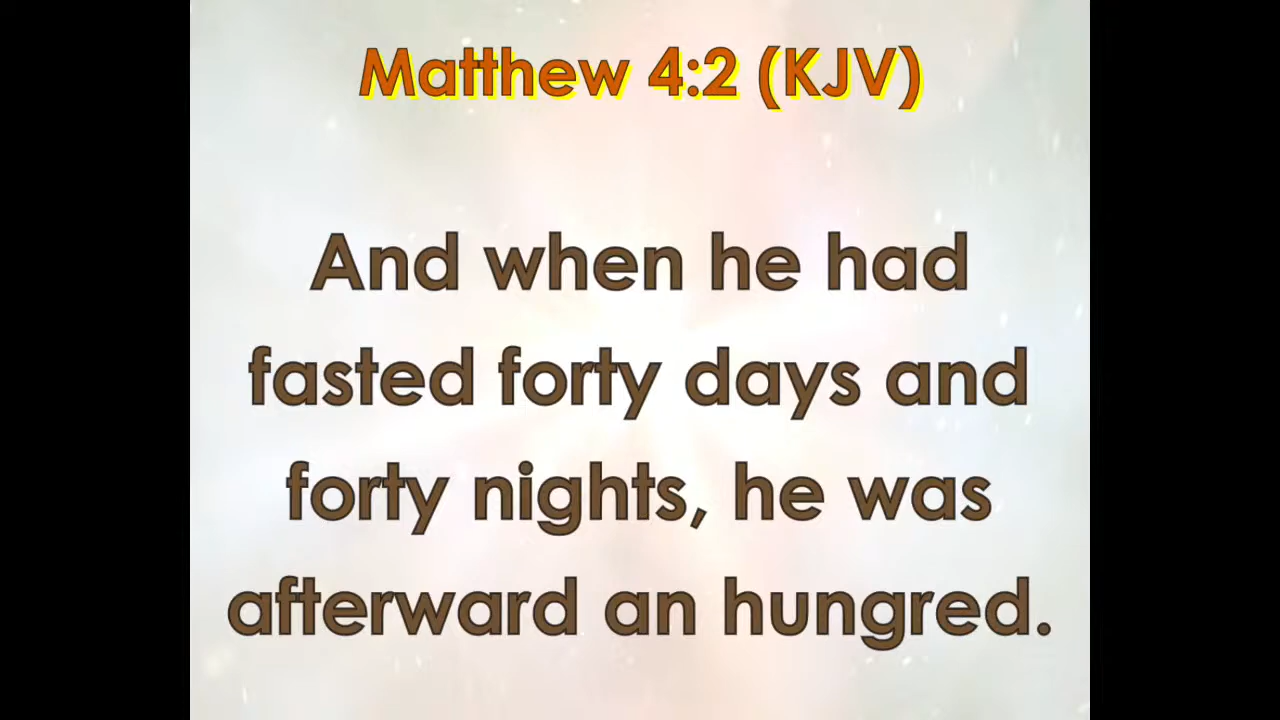 Matthew 4:2 (KJV)
And when he had
fasted forty days and
forty nights, he was
afterward an hungred.